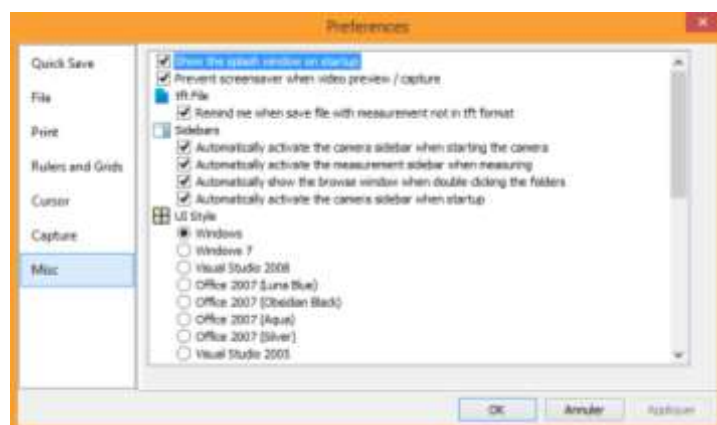 Preferences
Quick Save
File
Print
Rulers and Grids
Cursor
Capture
Misc
Show the splash window on startup
Prevent screensaver when video preview / capture
tft File
Remind me when save file with measurement not in tft format
Sidebars
Automatically activate the camera sidebar when starting the camera
Automatically activate the measurement sidebar when measuring
Automatically show the browse window when double clicking the folders
Automatically activate the camera sidebar when startup
UI Style
Windows
Windows 7
Visual Studio 2008
Office 2007 (Luna Blue)
Office 2007 (Obsidian Black)
Office 2007 (Aqua)
Office 2007 (Silver)
Visual Studio 2005
OK Annuler Appliquer